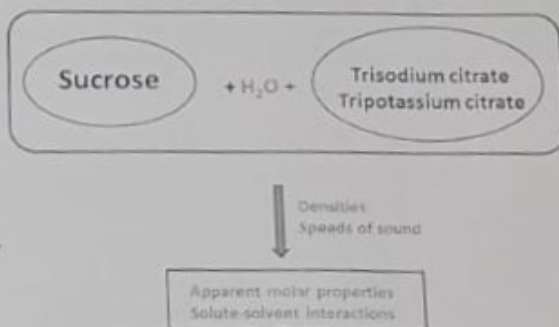 Sucrose
+ H₂O +
Trisodium citrate
Tripotassium citrate
Densities
Speeds of sound
Apparent molar properties
Solute-solvent interactions